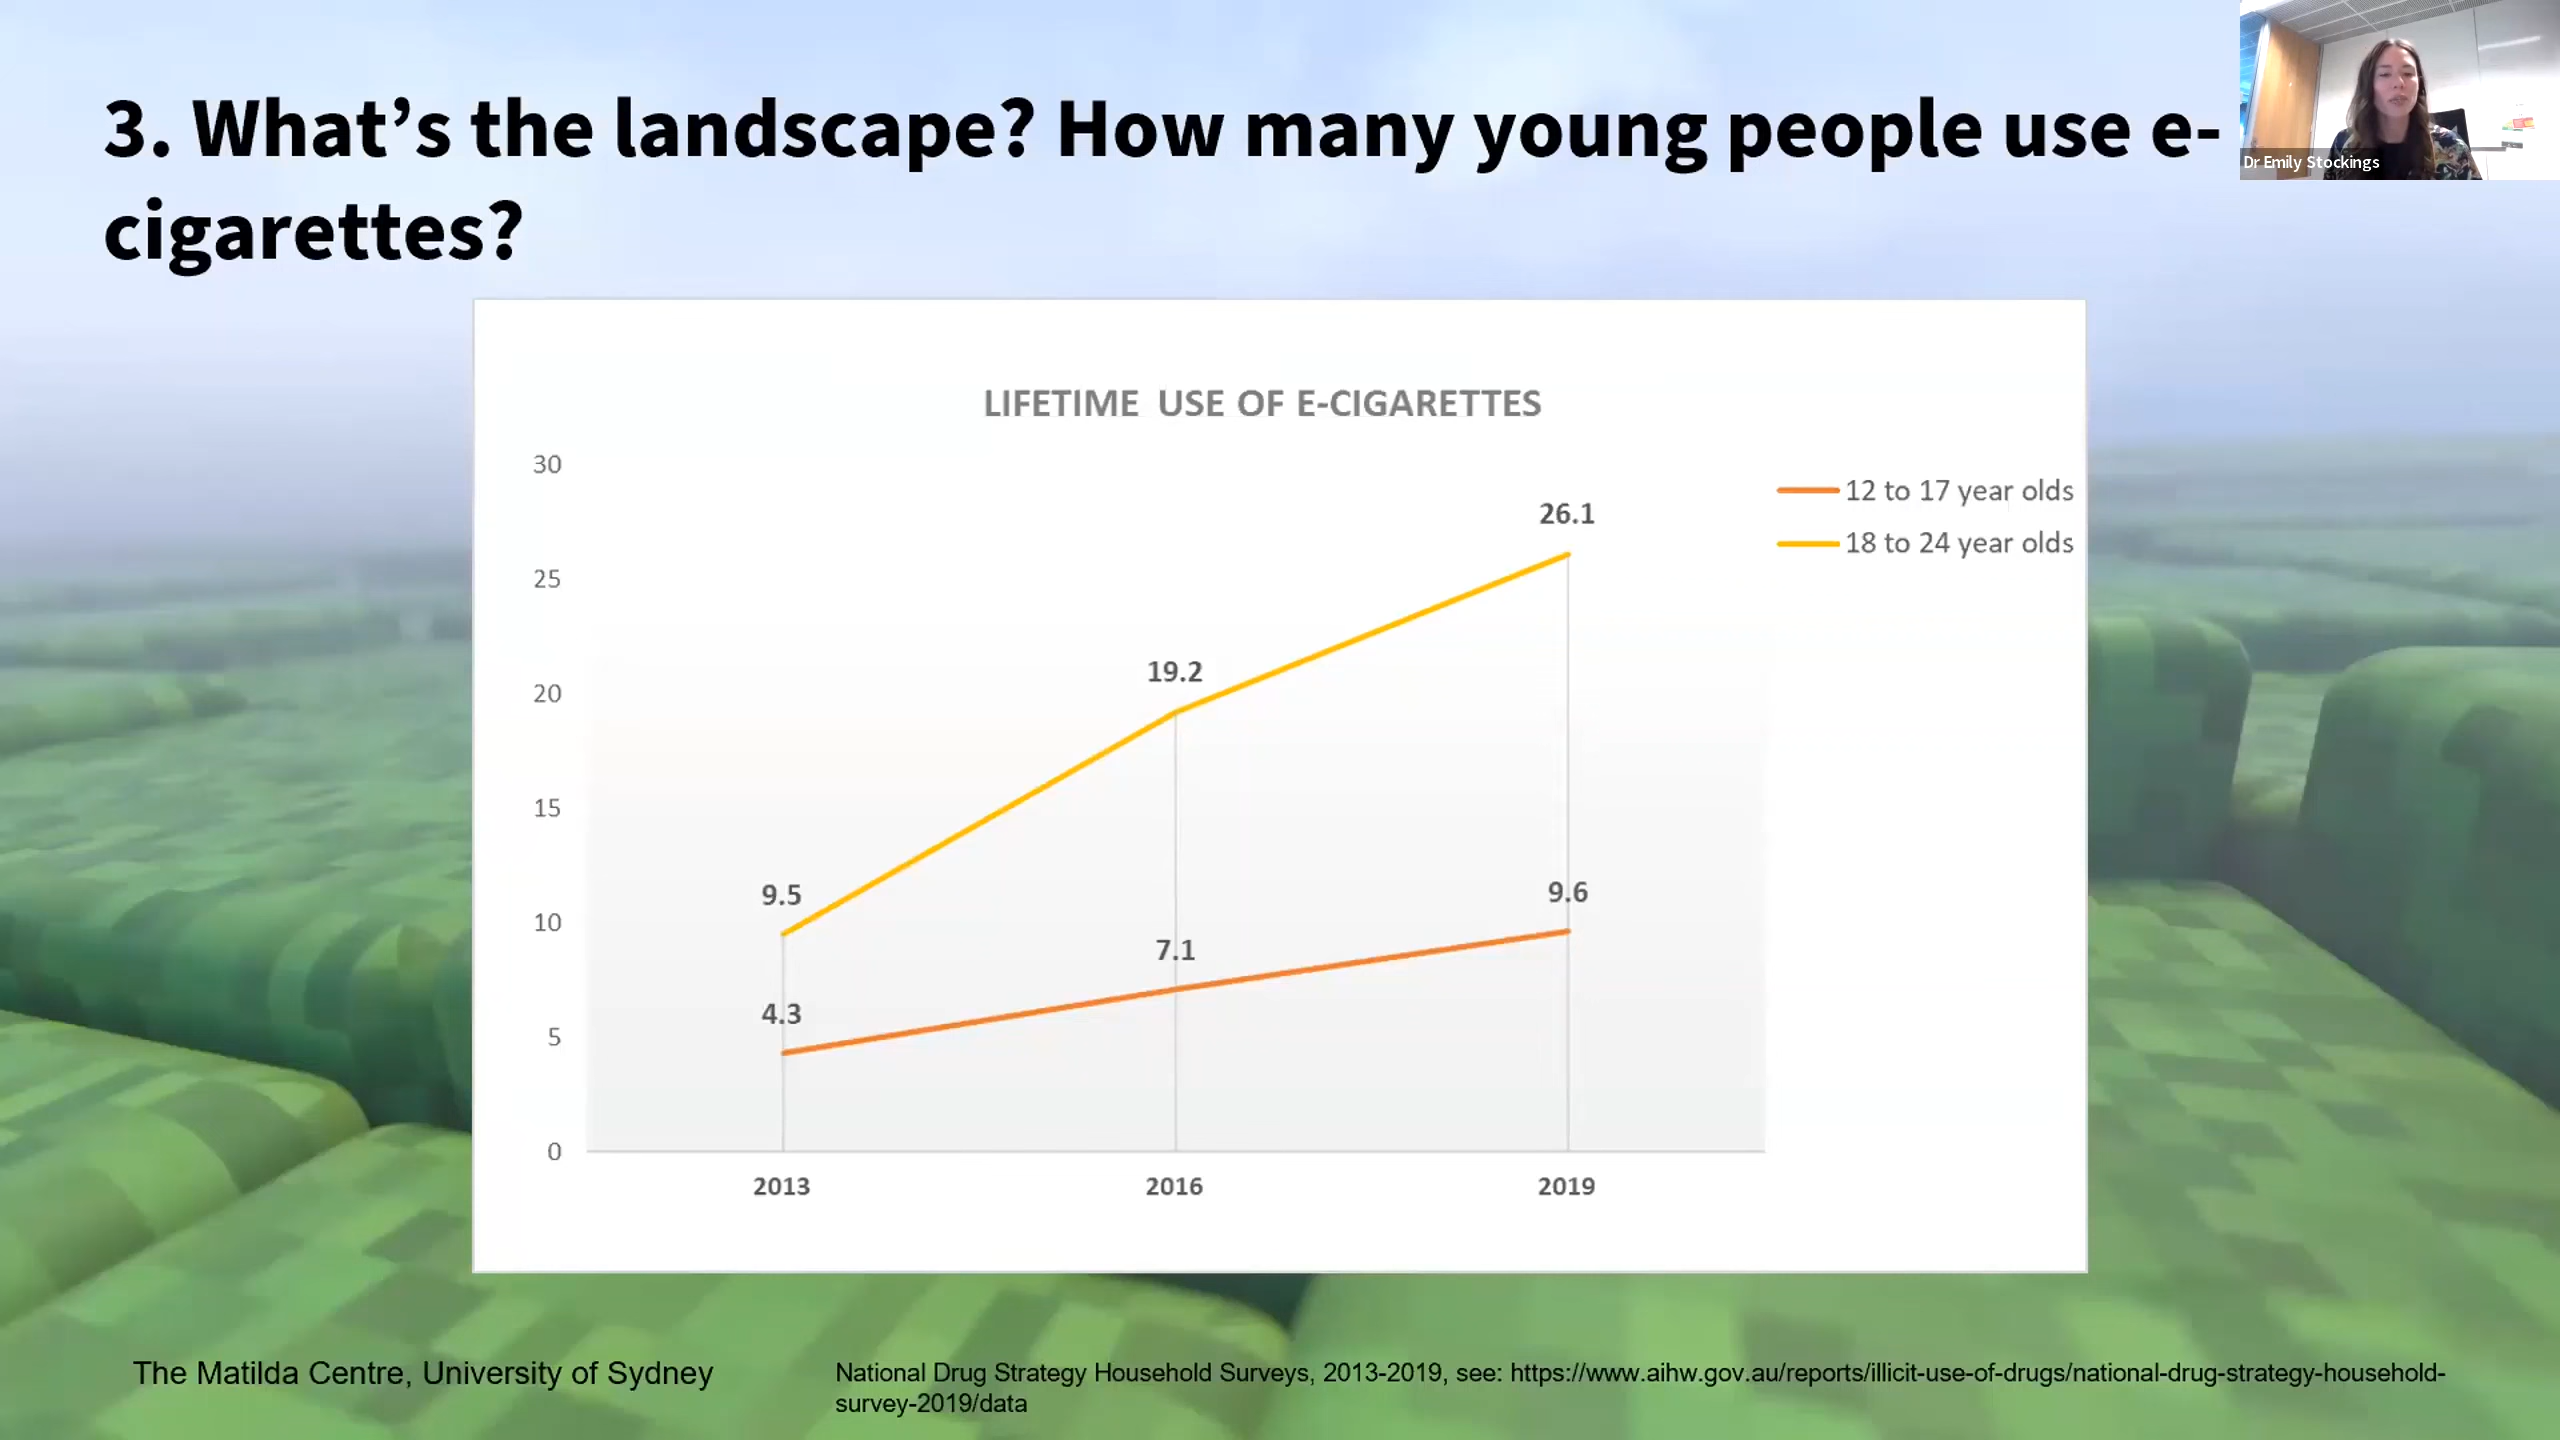 3. What’s the landscape? How many young people use e-
cigarettes?
Dr Emily Stockings
LIFETIME USE OF E-CIGARETTES
30
25
20
15
10
5
0
12 to 17 year olds
18 to 24 year olds
26.1
19.2
9.5
9.6
7.1
4.3
2013
2016
2019
The Matilda Centre, University of Sydney
National Drug Strategy Household Surveys, 2013-2019, see: https://www.aihw.gov.au/reports/illicit-use-of-drugs/national-drug-strategy-household-
survey-2019/data